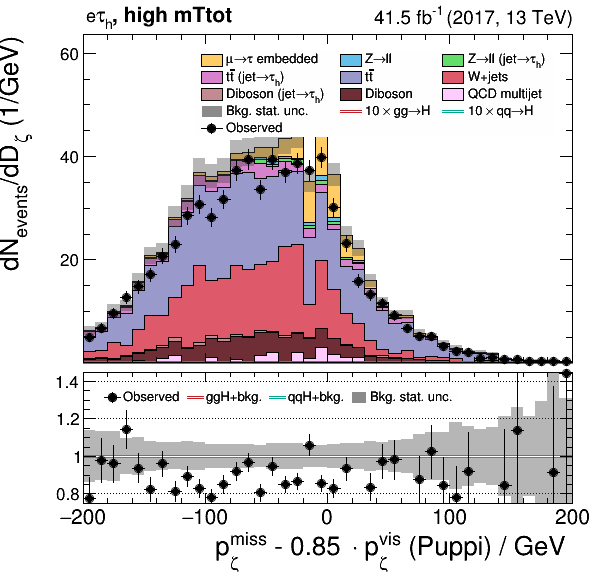 eτh, high mTtot 41.5 fb⁻¹ (2017, 13 TeV)
μ→τ embedded Z→ll Z→ll (jet→τh)
tt̄ (jet→τh) tt̄ W+jets
Diboson (jet→τh) Diboson QCD multijet
Bkg. stat. unc. 10 × gg→H 10 × qq→H
Observed
dNevents/dDζ (1/GeV)
60
40
20
Observed ggH+bkg. qqH+bkg. Bkg. stat. unc.
1.4
1.2
1
0.8
−200 −100 0 100 200
pζmiss - 0.85 · pζvis (Puppi) / GeV